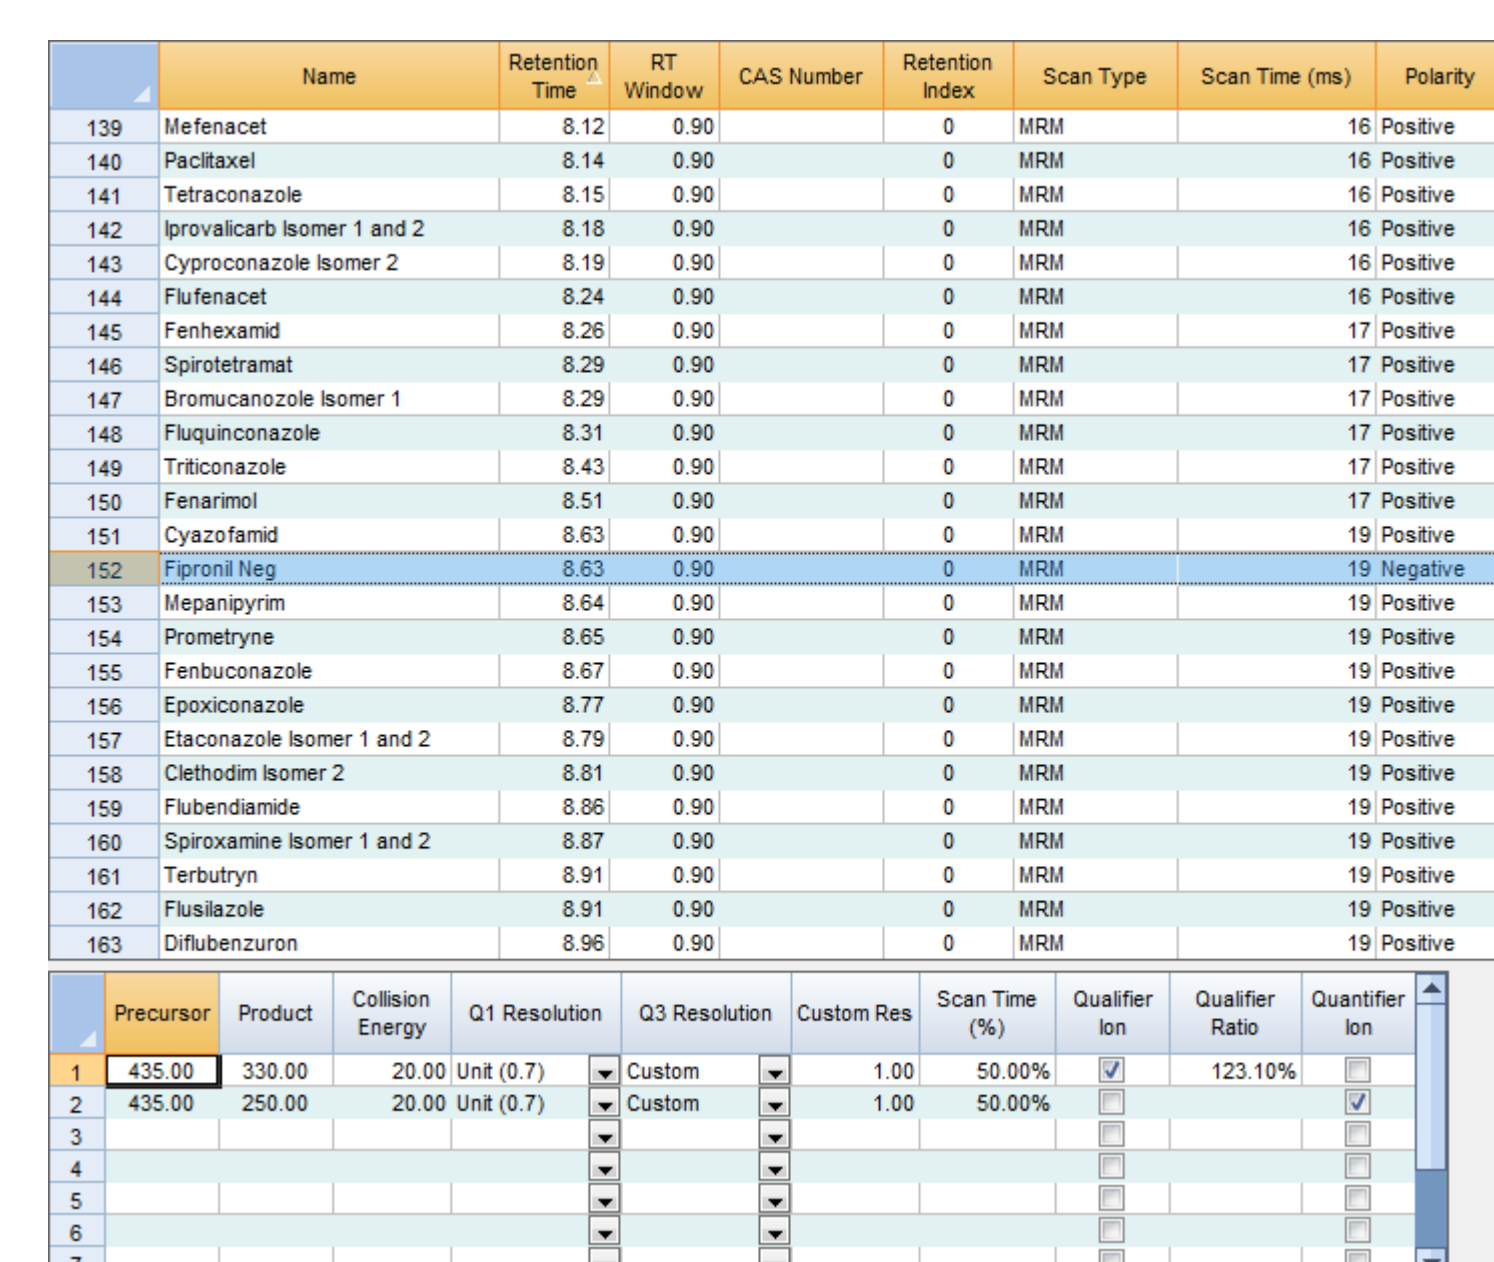 Name Retention Time RT Window CAS Number Retention Index Scan Type Scan Time (ms) Polarity
139 Mefenacet 8.12 0.90 0 MRM 16 Positive
140 Paclitaxel 8.14 0.90 0 MRM 16 Positive
141 Tetraconazole 8.15 0.90 0 MRM 16 Positive
142 Iprovalicarb Isomer 1 and 2 8.18 0.90 0 MRM 16 Positive
143 Cyproconazole Isomer 2 8.19 0.90 0 MRM 16 Positive
144 Flufenacet 8.24 0.90 0 MRM 16 Positive
145 Fenhexamid 8.26 0.90 0 MRM 17 Positive
146 Spirotetramat 8.29 0.90 0 MRM 17 Positive
147 Bromucanozole Isomer 1 8.29 0.90 0 MRM 17 Positive
148 Fluquinconazole 8.31 0.90 0 MRM 17 Positive
149 Triticonazole 8.43 0.90 0 MRM 17 Positive
150 Fenarimol 8.51 0.90 0 MRM 17 Positive
151 Cyazofamid 8.63 0.90 0 MRM 19 Positive
152 Fipronil Neg 8.63 0.90 0 MRM 19 Negative
153 Mepanipyrim 8.64 0.90 0 MRM 19 Positive
154 Prometryne 8.65 0.90 0 MRM 19 Positive
155 Fenbuconazole 8.67 0.90 0 MRM 19 Positive
156 Epoxiconazole 8.77 0.90 0 MRM 19 Positive
157 Etaconazole Isomer 1 and 2 8.79 0.90 0 MRM 19 Positive
158 Clethodim Isomer 2 8.81 0.90 0 MRM 19 Positive
159 Flubendiamide 8.86 0.90 0 MRM 19 Positive
160 Spiroxamine Isomer 1 and 2 8.87 0.90 0 MRM 19 Positive
161 Terbutryn 8.91 0.90 0 MRM 19 Positive
162 Flusilazole 8.91 0.90 0 MRM 19 Positive
163 Diflubenzuron 8.96 0.90 0 MRM 19 Positive
Precursor Product Collision Energy Q1 Resolution Q3 Resolution Custom Res Scan Time (%) Qualifier Ion Qualifier Ratio Quantifier Ion
1 435.00 330.00 20.00 Unit (0.7) Custom 1.00 50.00% 123.10%
2 435.00 250.00 20.00 Unit (0.7) Custom 1.00 50.00%
3
4
5
6